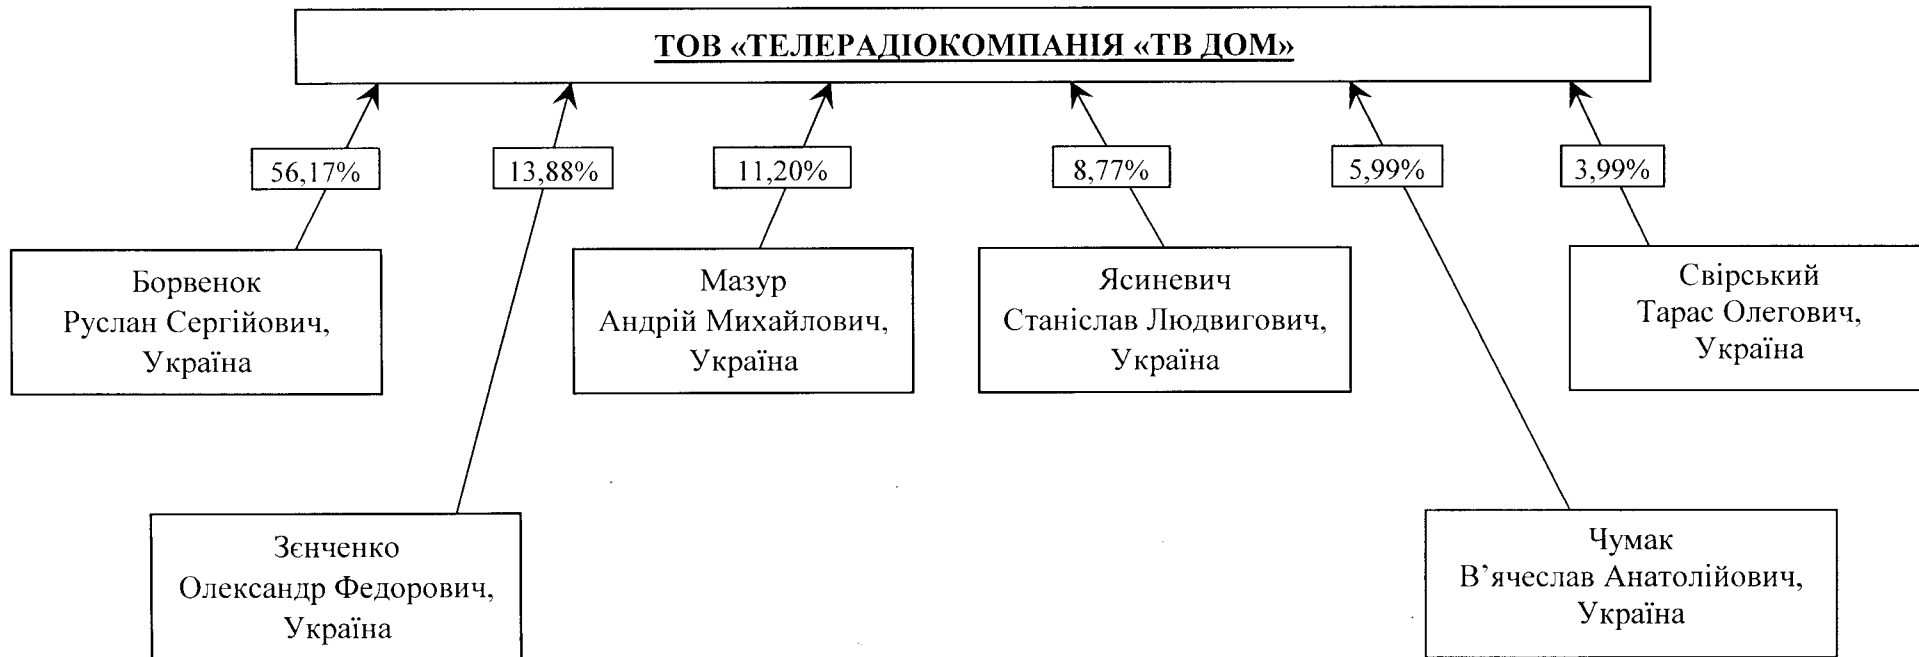 ТОВ «ТЕЛЕРАДІОКОМПАНІЯ «ТВ ДОМ»
56,17%
13,88%
11,20%
8,77%
5,99%
3,99%
Борвенок
Руслан Сергійович,
Україна
Мазур
Андрій Михайлович,
Україна
Ясиневич
Станіслав Людвигович,
Україна
Свірський
Тарас Олегович,
Україна
Зєнченко
Олександр Федорович,
Україна
Чумак
В’ячеслав Анатолійович,
Україна